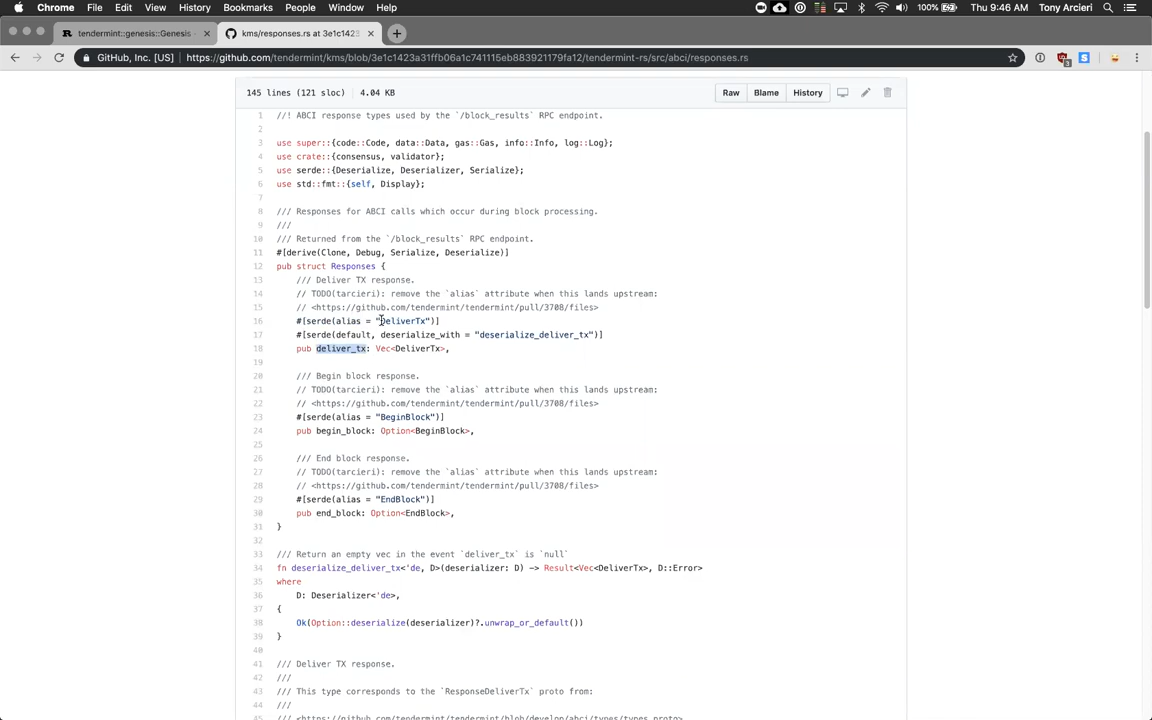 Chrome File Edit View History Bookmarks People Window Help 100% Thu 9:46 AM Tony Arcieri
tendermint::genesis::Genesis kms/responses.rs at 3e1c1423
GitHub, Inc. [US] https://github.com/tendermint/kms/blob/3e1c1423a31ffb06a1c741115eb883921179fa12/tendermint-rs/src/abci/responses.rs
145 lines (121 sloc) 4.04 KB Raw Blame History
1 //! ABCI response types used by the `/block_results` RPC endpoint.
2
3 use super::{code::Code, data::Data, gas::Gas, info::Info, log::Log};
4 use crate::{consensus, validator};
5 use serde::{Deserialize, Deserializer, Serialize};
6 use std::fmt::{self, Display};
7
8 /// Responses for ABCI calls which occur during block processing.
9 ///
10 /// Returned from the `/block_results` RPC endpoint.
11 #[derive(Clone, Debug, Serialize, Deserialize)]
12 pub struct Responses {
13 /// Deliver TX response.
14 // TODO(tarcieri): remove the `alias` attribute when this lands upstream:
15 // <https://github.com/tendermint/tendermint/pull/3708/files>
16 #[serde(alias = "DeliverTx")]
17 #[serde(default, deserialize_with = "deserialize_deliver_tx")]
18 pub deliver_tx: Vec<DeliverTx>,
19
20 /// Begin block response.
21 // TODO(tarcieri): remove the `alias` attribute when this lands upstream:
22 // <https://github.com/tendermint/tendermint/pull/3708/files>
23 #[serde(alias = "BeginBlock")]
24 pub begin_block: Option<BeginBlock>,
25
26 /// End block response.
27 // TODO(tarcieri): remove the `alias` attribute when this lands upstream:
28 // <https://github.com/tendermint/tendermint/pull/3708/files>
29 #[serde(alias = "EndBlock")]
30 pub end_block: Option<EndBlock>,
31 }
32
33 /// Return an empty vec in the event `deliver_tx` is `null`
34 fn deserialize_deliver_tx<'de, D>(deserializer: D) -> Result<Vec<DeliverTx>, D::Error>
35 where
36 D: Deserializer<'de>,
37 {
38 Ok(Option::deserialize(deserializer)?.unwrap_or_default())
39 }
40
41 /// Deliver TX response.
42 ///
43 /// This type corresponds to the `ResponseDeliverTx` proto from:
44 ///
45 /// <https://github.com/tendermint/tendermint/blob/develop/abci/types/types.proto>